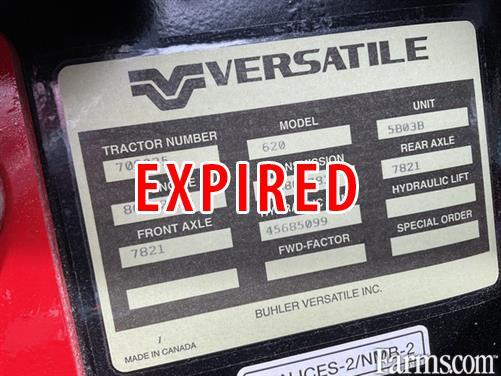 VERSATILE
TRACTOR NUMBER
MODEL
UNIT
620
5B03B
REAR AXLE
7821
EXPIRED
HYDRAULIC LIFT
FRONT AXLE
45685099
7821
FWD-FACTOR
SPECIAL ORDER
BUHLER VERSATILE INC.
MADE IN CANADA
Farms.com